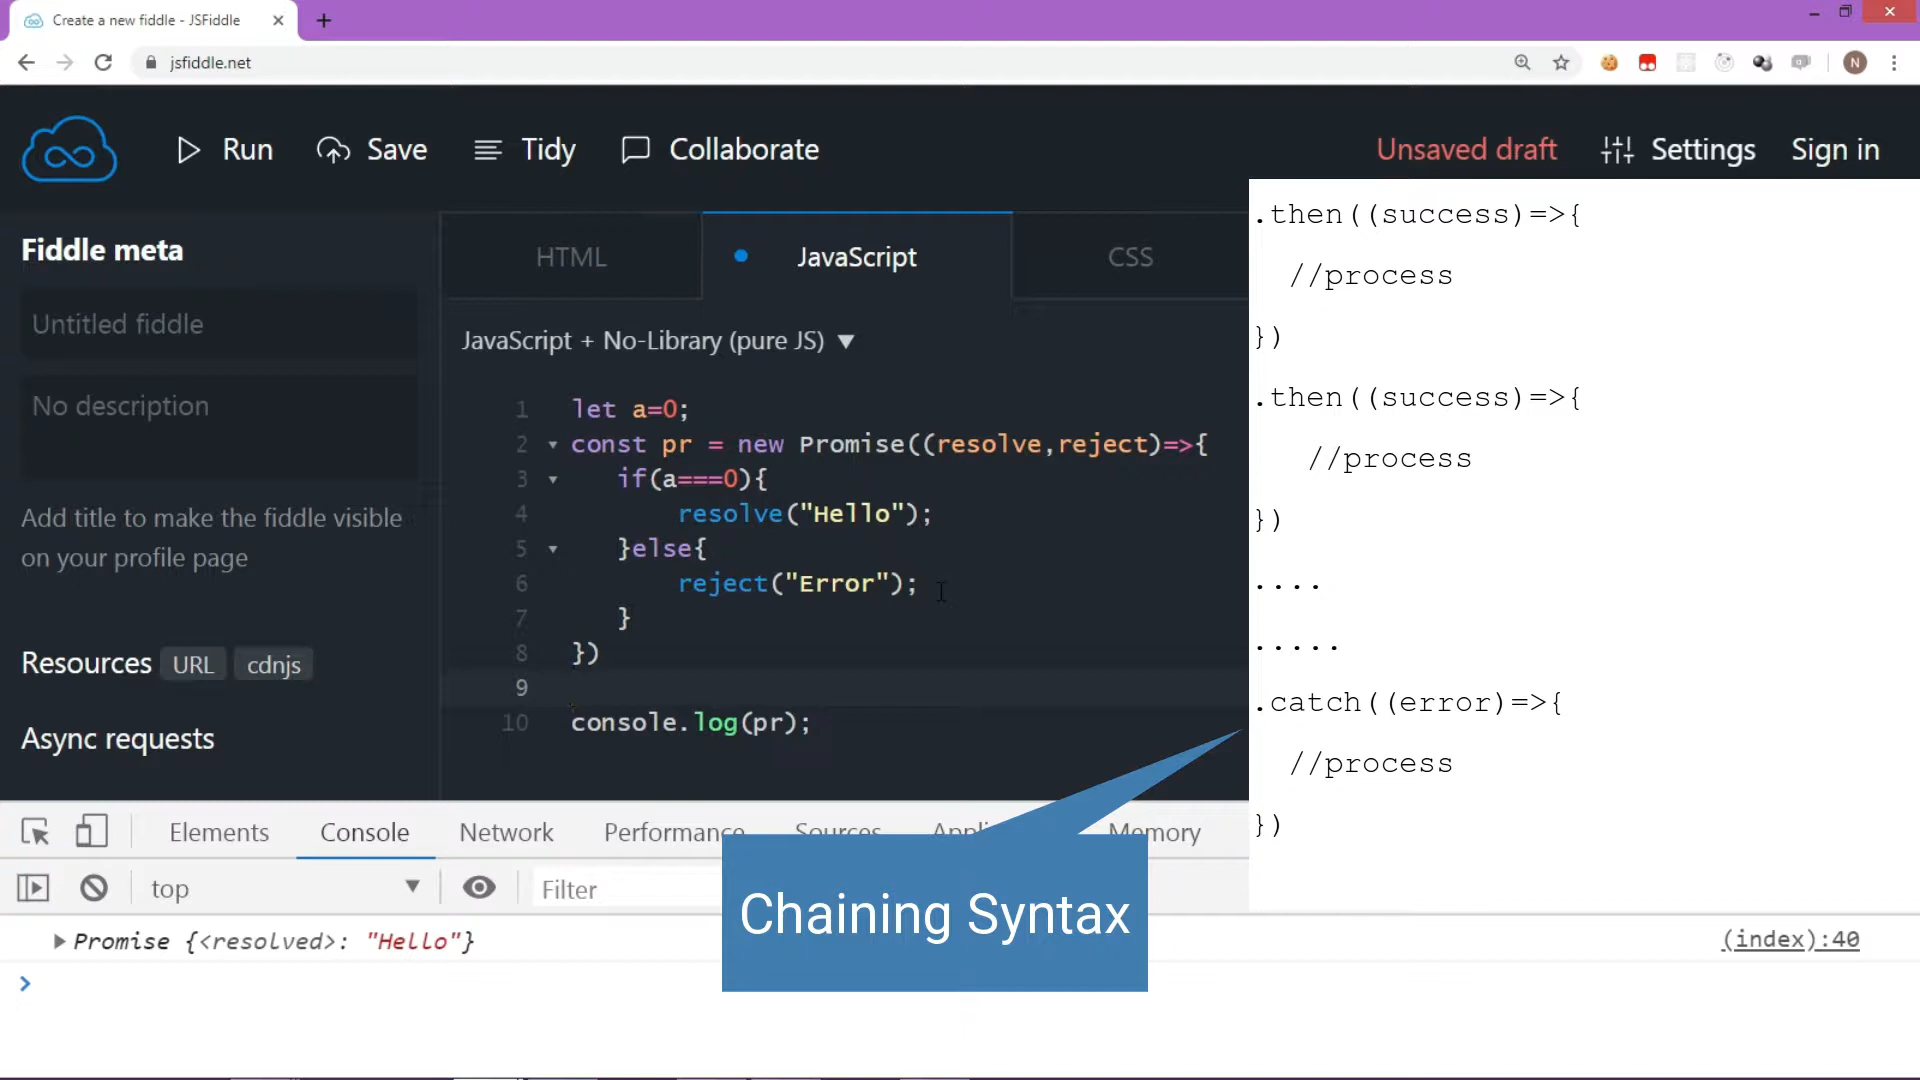 Create a new fiddle - JSFiddle
jsfiddle.net
N
Run
Save
Tidy
Collaborate
Unsaved draft
Settings
Sign in
Fiddle meta
Untitled fiddle
No description
Add title to make the fiddle visible
on your profile page
Resources URL cdnjs
Async requests
HTML
JavaScript
CSS
JavaScript + No-Library (pure JS) ▼
1 let a=0;
2 const pr = new Promise((resolve,reject)=>{
3 if(a===0){
4 resolve("Hello");
5 }else{
6 reject("Error");
7 }
8 })
9
10 console.log(pr);
.then((success)=>{
//process
})
.then((success)=>{
//process
})
....
.....
.catch((error)=>{
//process
})
Elements Console Network Performance Sources Memory
top
Filter
Chaining Syntax
Promise {<resolved>: "Hello"}
(index):40